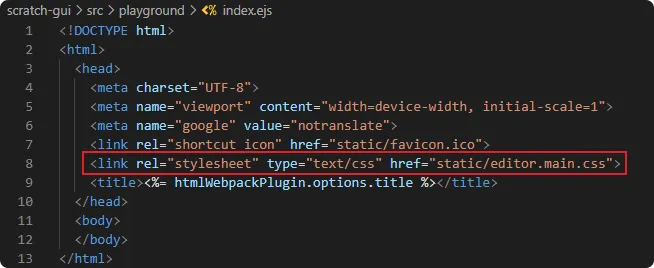 scratch-gui > src > playground > <% index.ejs
1 <!DOCTYPE html>
2 <html>
3 <head>
4 <meta charset="UTF-8">
5 <meta name="viewport" content="width=device-width, initial-scale=1">
6 <meta name="google" value="notranslate">
7 <link rel="shortcut icon" href="static/favicon.ico">
8 <link rel="stylesheet" type="text/css" href="static/editor.main.css">
9 <title><%= htmlWebpackPlugin.options.title %></title>
10 </head>
11 <body>
12 </body>
13 </html>